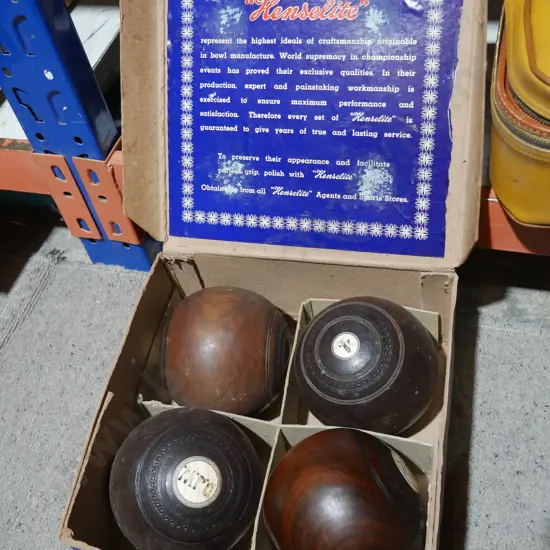 "Henselite"
represent the highest ideals of craftsmanship attainable
in bowl manufacture. World supremacy in championship
events has proved their exclusive qualities. In their
production, expert and painstaking workmanship is
exercised to ensure maximum performance and
satisfaction. Therefore every set of "Henselite" is
guaranteed to give years of true and lasting service.
To preserve their appearance and facilitate
perfect grip, polish with "Henselite"
Obtainable from all "Henselite" Agents and Sports Stores.